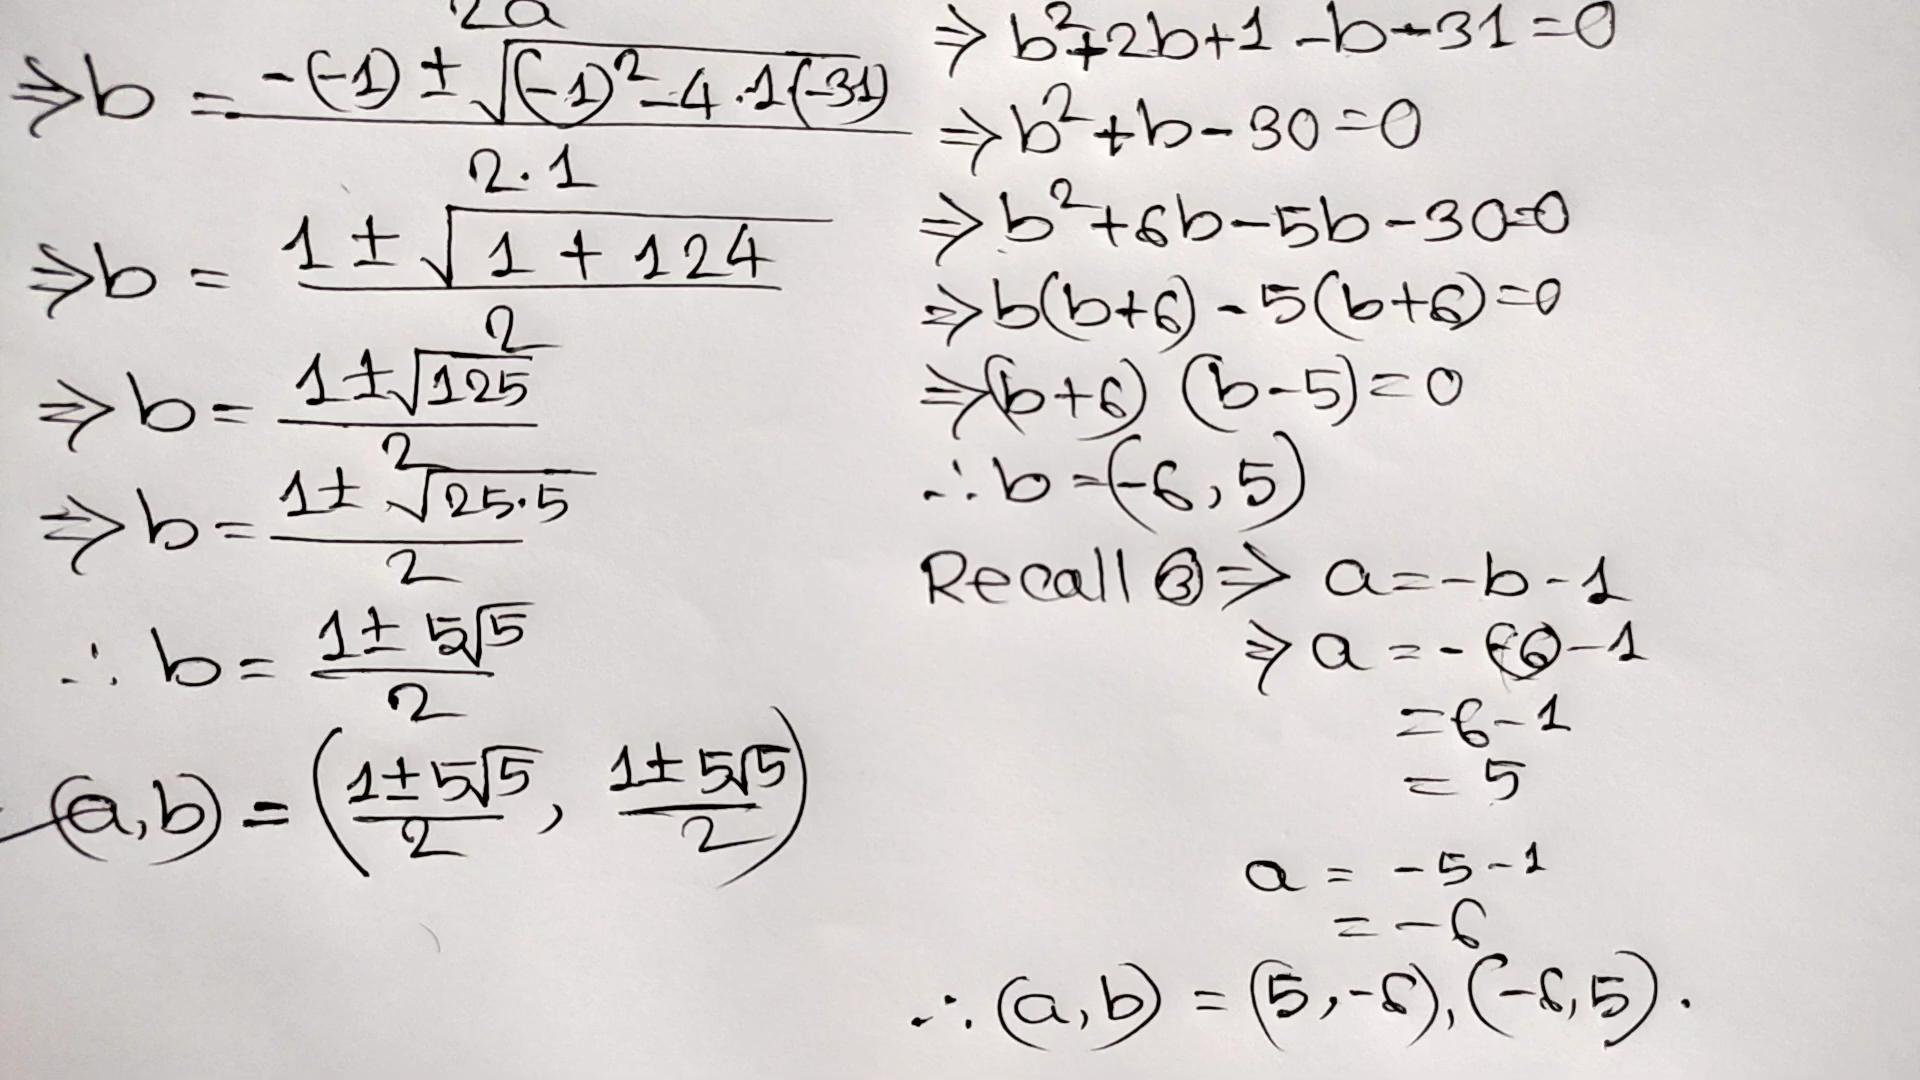 2a
⇒b = -(-1) ± √(-1)² - 4 . 1(-31)
2.1
⇒b = 1 ± √1 + 124
2
⇒b = 1±√125
2
⇒b = 1± √25.5
2
∴ b = 1± 5√5
2
(a,b) = (1±5√5/2, 1±5√5/2)
⇒ b²+2b+1-b-31=0
⇒b²+b-30=0
⇒b²+6b-5b-30=0
⇒b(b+6)-5(b+6)=0
⇒(b+6) (b-5)=0
∴b=(-6,5)
Recall ③⇒ a=-b-1
⇒ a = -(-6)-1
=6-1
= 5
a = -5-1
= -6
∴ (a,b) = (5,-6),(-6,5).